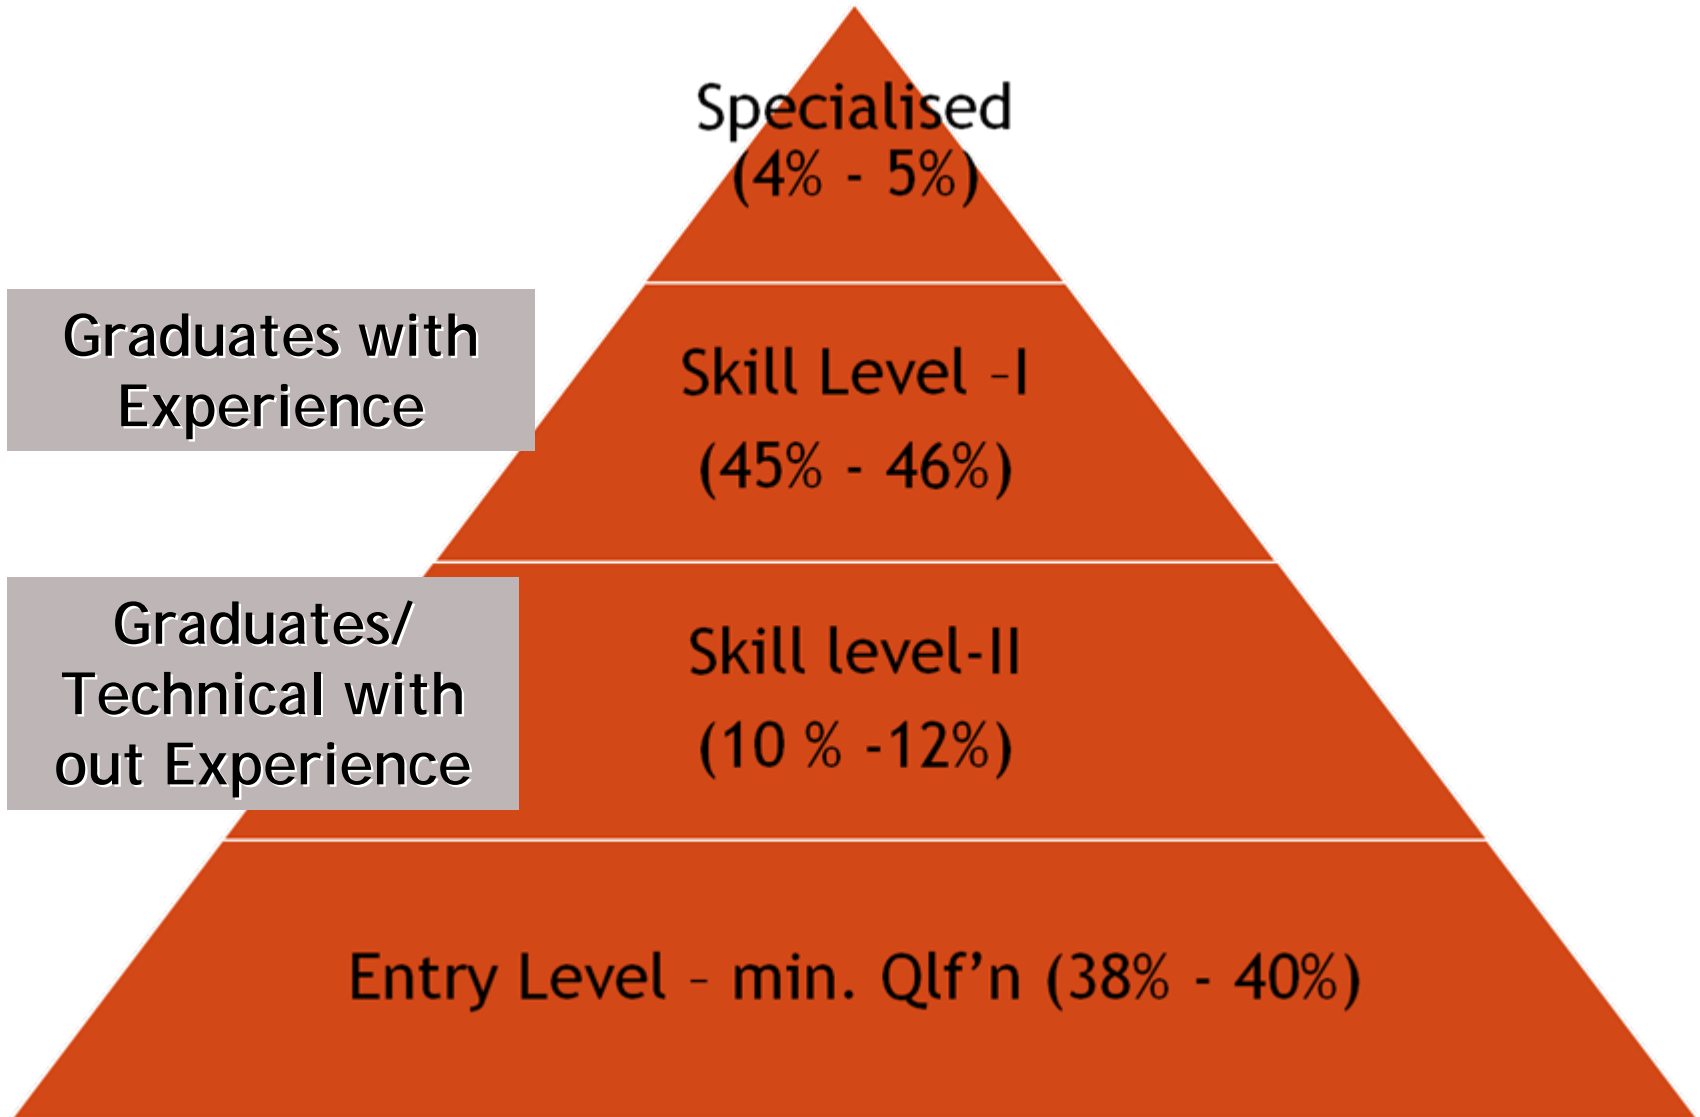 Specialised
(4% - 5%)
Graduates with
Experience
Skill Level –I
(45% - 46%)
Graduates/
Technical with
out Experience
Skill level-II
(10 % -12%)
Entry Level – min. Qlf’n (38% - 40%)